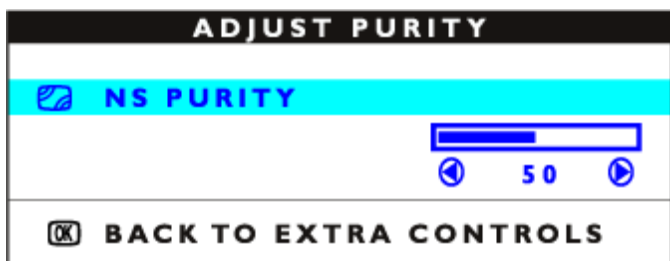 ADJUST PURITY
NS PURITY
50
OK BACK TO EXTRA CONTROLS